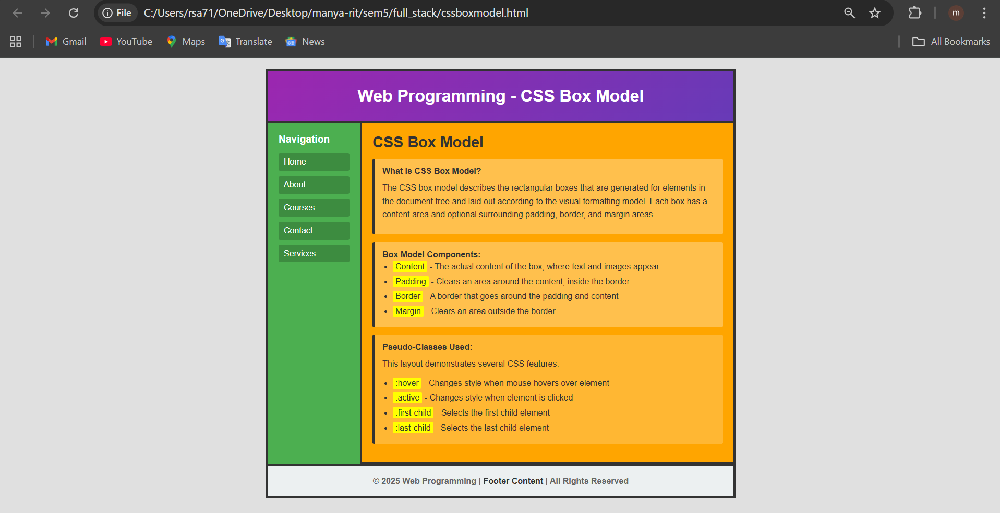 File C:/Users/rsa71/OneDrive/Desktop/manya-rit/sem5/full_stack/cssboxmodel.html m
Gmail YouTube Maps Translate News All Bookmarks
Web Programming - CSS Box Model
Navigation
Home
About
Courses
Contact
Services
CSS Box Model
What is CSS Box Model?
The CSS box model describes the rectangular boxes that are generated for elements in
the document tree and laid out according to the visual formatting model. Each box has a
content area and optional surrounding padding, border, and margin areas.
Box Model Components:
• Content - The actual content of the box, where text and images appear
• Padding - Clears an area around the content, inside the border
• Border - A border that goes around the padding and content
• Margin - Clears an area outside the border
Pseudo-Classes Used:
This layout demonstrates several CSS features:
• :hover - Changes style when mouse hovers over element
• :active - Changes style when element is clicked
• :first-child - Selects the first child element
• :last-child - Selects the last child element
© 2025 Web Programming | Footer Content | All Rights Reserved